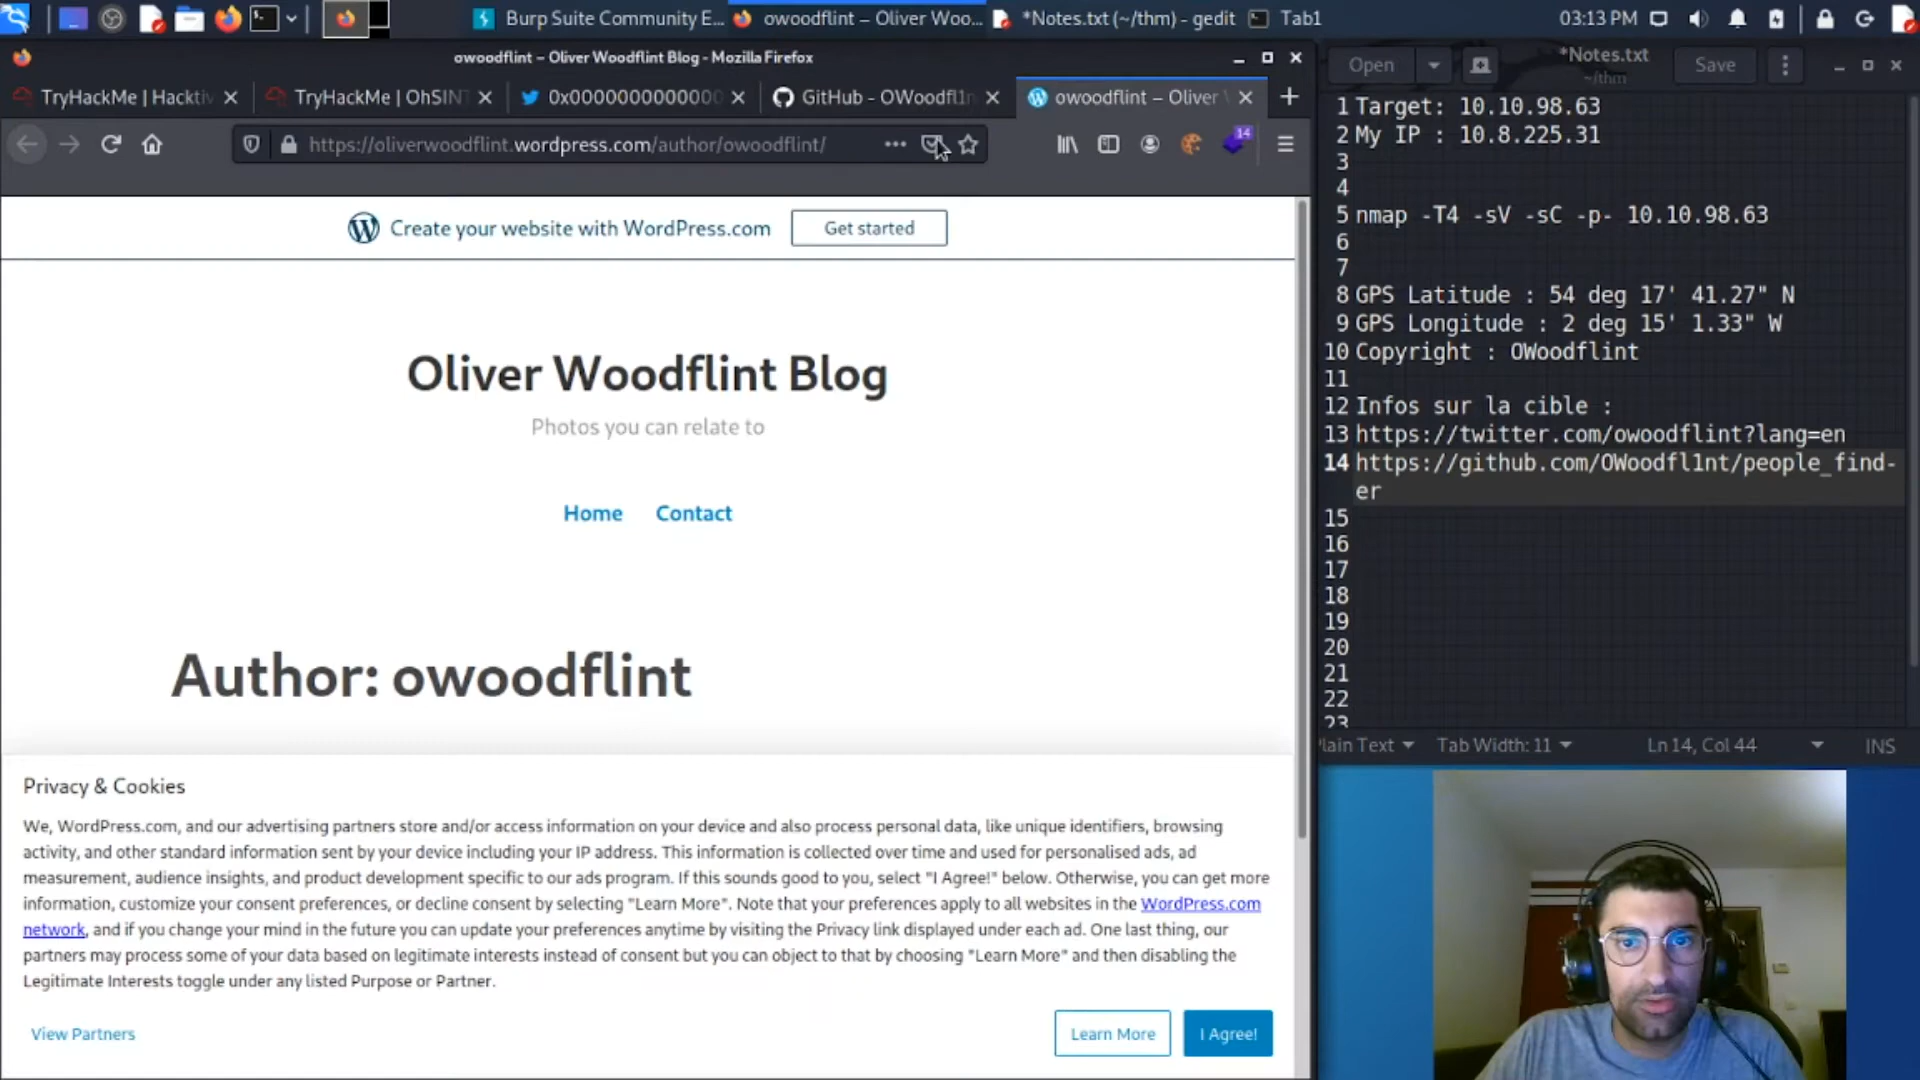 Burp Suite Community E...
owoodflint – Oliver Woo...
*Notes.txt (~/thm) - gedit
Tab1
03:13 PM
owoodflint – Oliver Woodflint Blog - Mozilla Firefox
TryHackMe | Hacktiv
TryHackMe | OhSINT
0x0000000000000
GitHub - OWoodfl1n
owoodflint – Oliver W
https://oliverwoodflint.wordpress.com/author/owoodflint/
14
Create your website with WordPress.com
Get started
Oliver Woodflint Blog
Photos you can relate to
Home
Contact
Author: owoodflint
Privacy & Cookies
We, WordPress.com, and our advertising partners store and/or access information on your device and also process personal data, like unique identifiers, browsing
activity, and other standard information sent by your device including your IP address. This information is collected over time and used for personalised ads, ad
measurement, audience insights, and product development specific to our ads program. If this sounds good to you, select "I Agree!" below. Otherwise, you can get more
information, customize your consent preferences, or decline consent by selecting "Learn More". Note that your preferences apply to all websites in the WordPress.com
network, and if you change your mind in the future you can update your preferences anytime by visiting the Privacy link displayed under each ad. One last thing, our
partners may process some of your data based on legitimate interests instead of consent but you can object to that by choosing "Learn More" and then disabling the
Legitimate Interests toggle under any listed Purpose or Partner.
View Partners
Learn More
I Agree!
Open
*Notes.txt
~/thm
Save
1 Target: 10.10.98.63
2 My IP : 10.8.225.31
3
4
5 nmap -T4 -sV -sC -p- 10.10.98.63
6
7
8 GPS Latitude : 54 deg 17' 41.27" N
9 GPS Longitude : 2 deg 15' 1.33" W
10 Copyright : OWoodflint
11
12 Infos sur la cible :
13 https://twitter.com/owoodflint?lang=en
14 https://github.com/OWoodfl1nt/people_find-
er
15
16
17
18
19
20
21
22
23
lain Text
Tab Width: 11
Ln 14, Col 44
INS